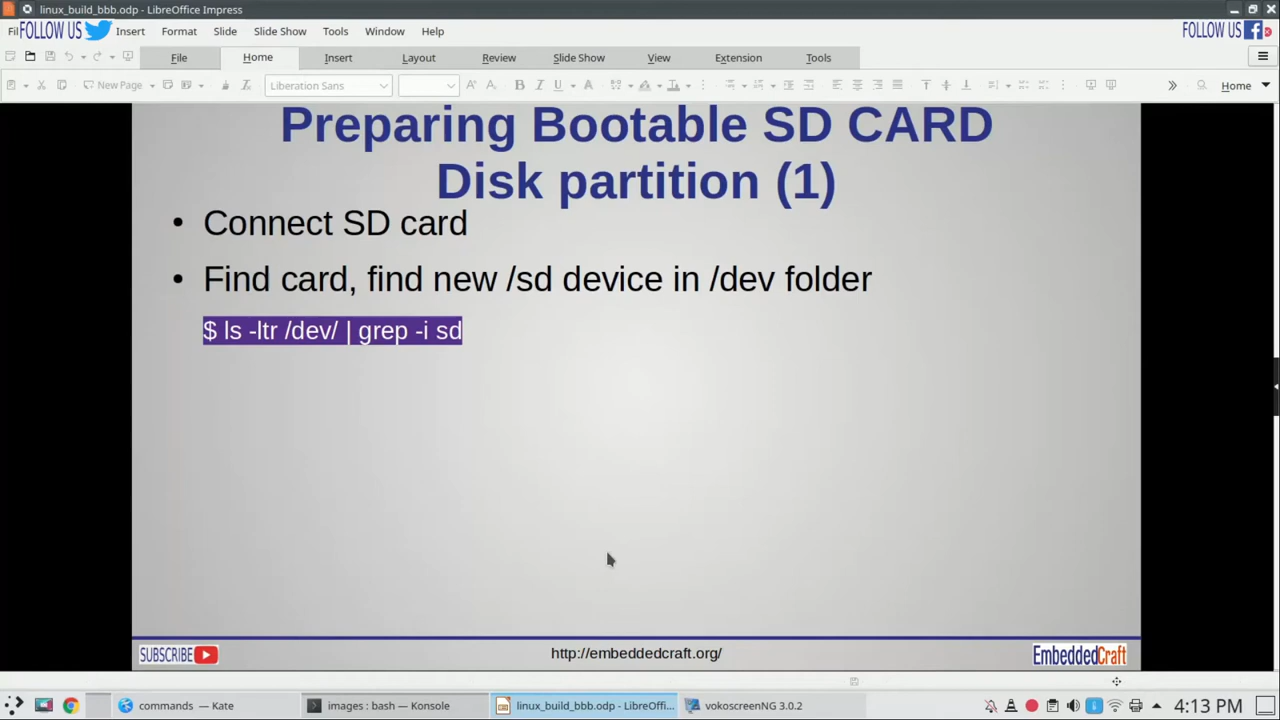 linux_build_bbb.odp - LibreOffice Impress
FOLLOW US
Insert Format Slide Slide Show Tools Window Help
FOLLOW US
File Home Insert Layout Review Slide Show View Extension Tools
New Page
Liberation Sans
Home
Preparing Bootable SD CARD
Disk partition (1)
• Connect SD card
• Find card, find new /sd device in /dev folder
$ ls -ltr /dev/ | grep -i sd
SUBSCRIBE
http://embeddedcraft.org/
EmbeddedCraft
commands — Kate
images : bash — Konsole
linux_build_bbb.odp - LibreOffi...
vokoscreenNG 3.0.2
4:13 PM